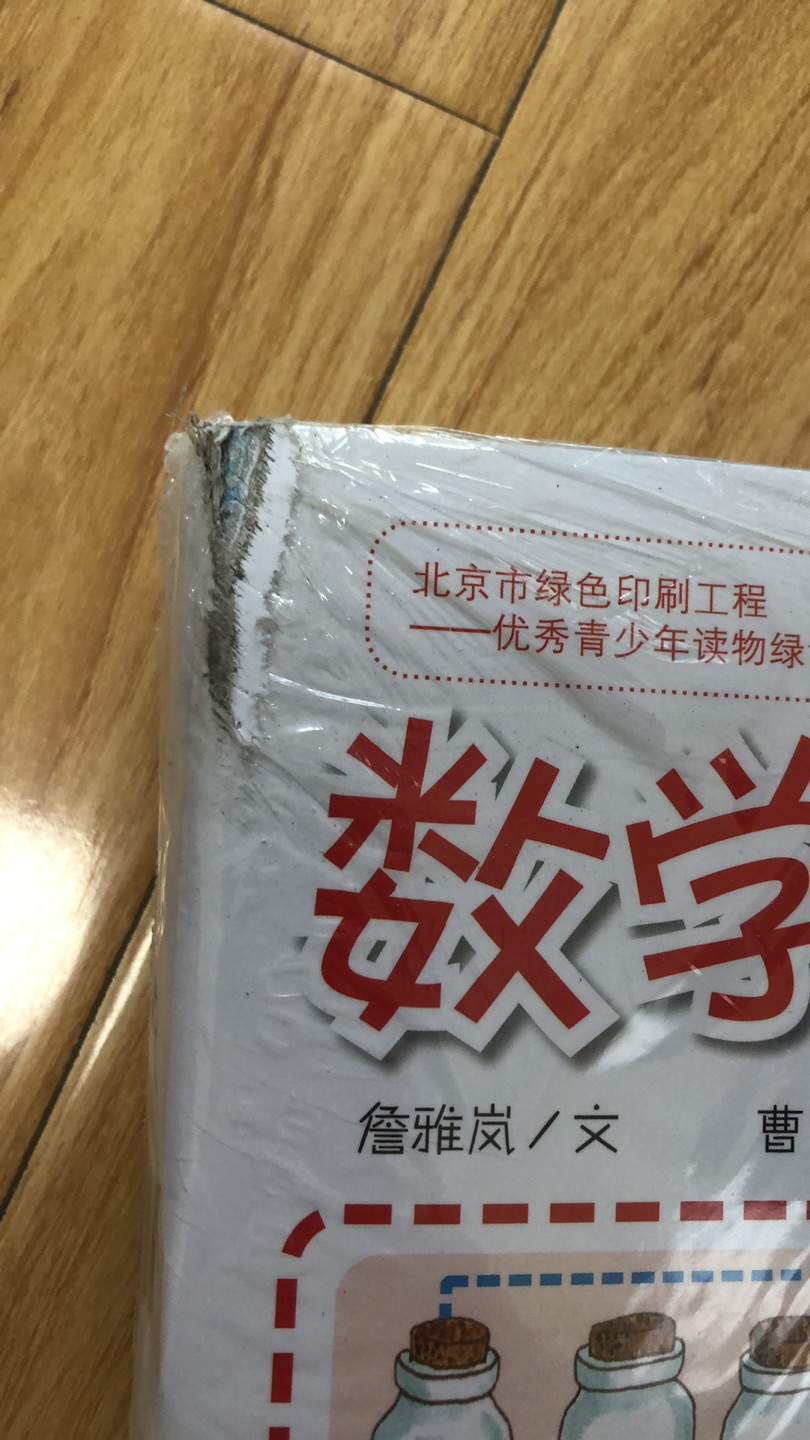 北京市绿色印刷工程
——优秀青少年读物绿
数学
詹雅岚/文 曹